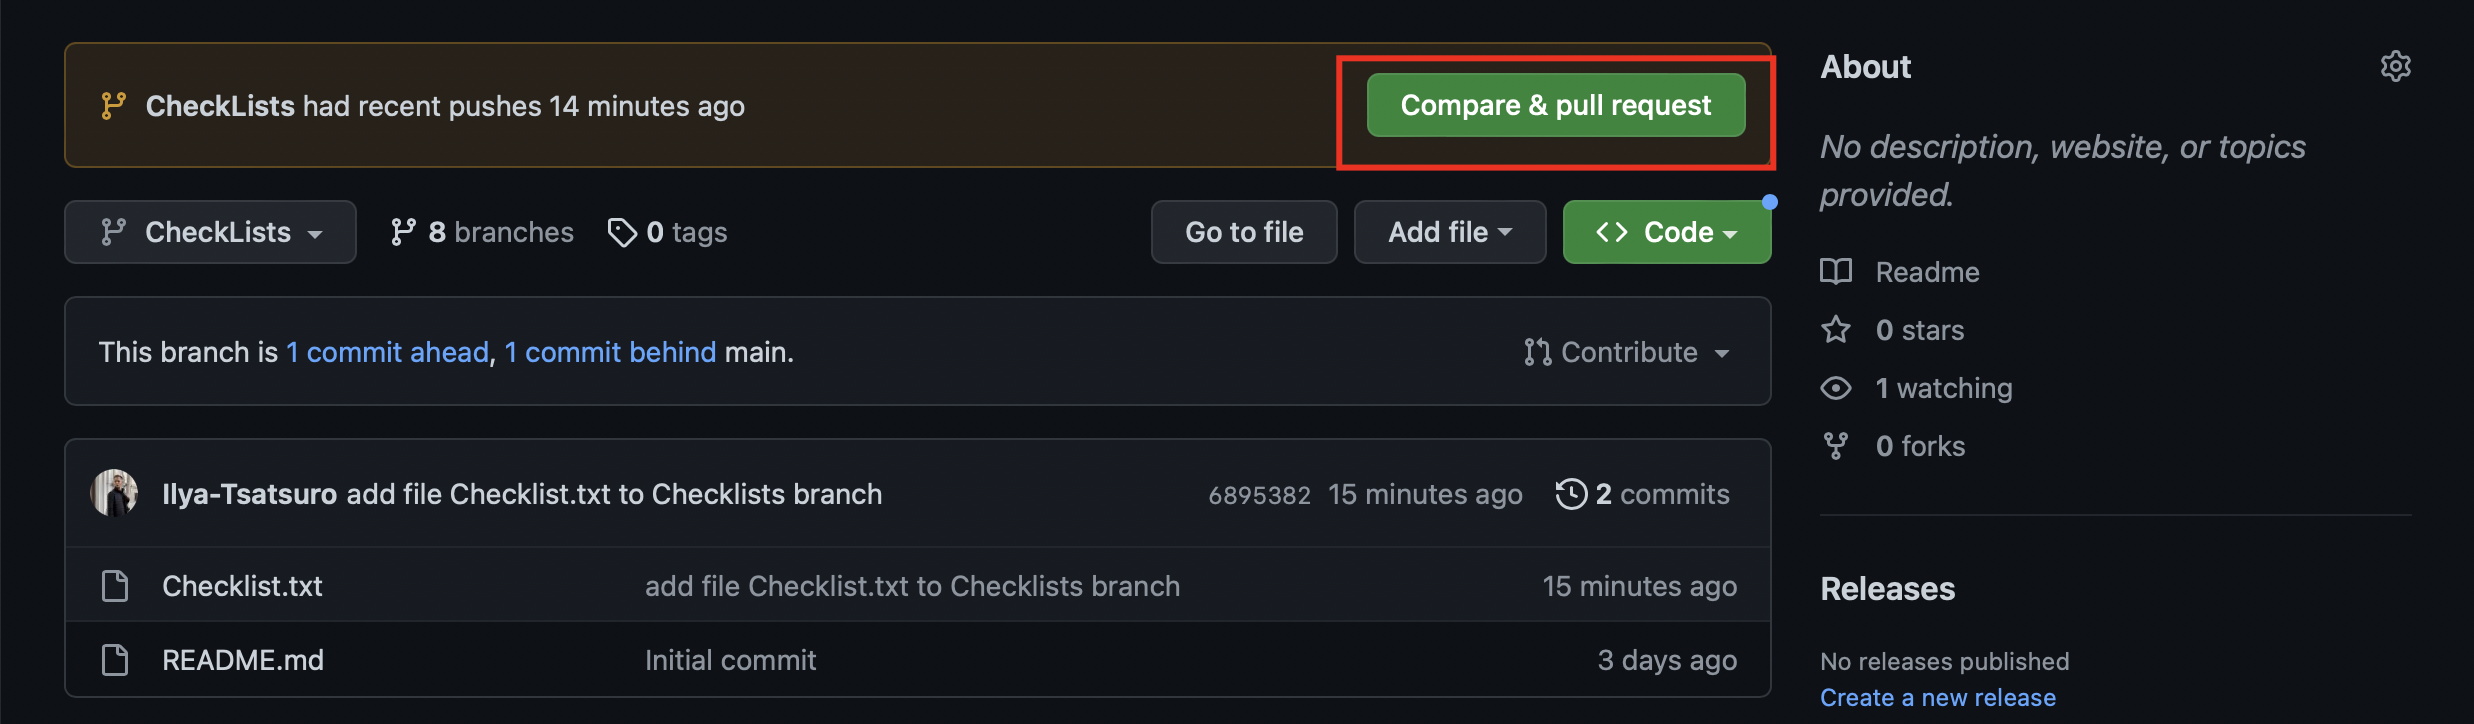 CheckLists had recent pushes 14 minutes ago
Compare & pull request
CheckLists
8 branches
0 tags
Go to file
Add file
Code
This branch is 1 commit ahead, 1 commit behind main.
Contribute
Ilya-Tsatsuro add file Checklist.txt to Checklists branch
6895382 15 minutes ago
2 commits
Checklist.txt
add file Checklist.txt to Checklists branch
15 minutes ago
README.md
Initial commit
3 days ago
About
No description, website, or topics
provided.
Readme
0 stars
1 watching
0 forks
Releases
No releases published
Create a new release